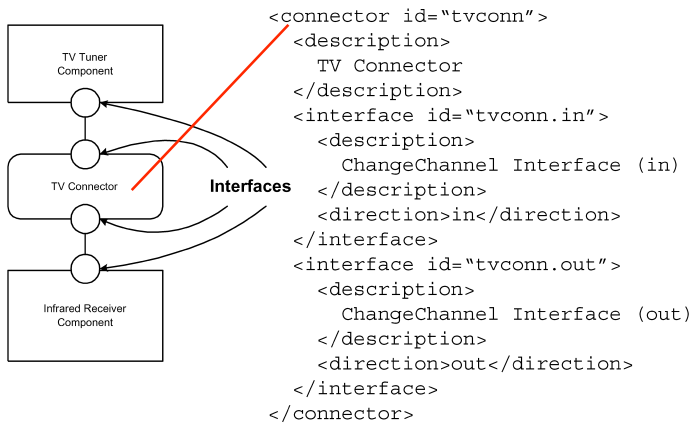 TV Tuner
Component
TV Connector
Interfaces
Infrared Receiver
Component
<connector id=“tvconn”>
<description>
TV Connector
</description>
<interface id=“tvconn.in”>
<description>
ChangeChannel Interface (in)
</description>
<direction>in</direction>
</interface>
<interface id=“tvconn.out”>
<description>
ChangeChannel Interface (out)
</description>
<direction>out</direction>
</interface>
</connector>